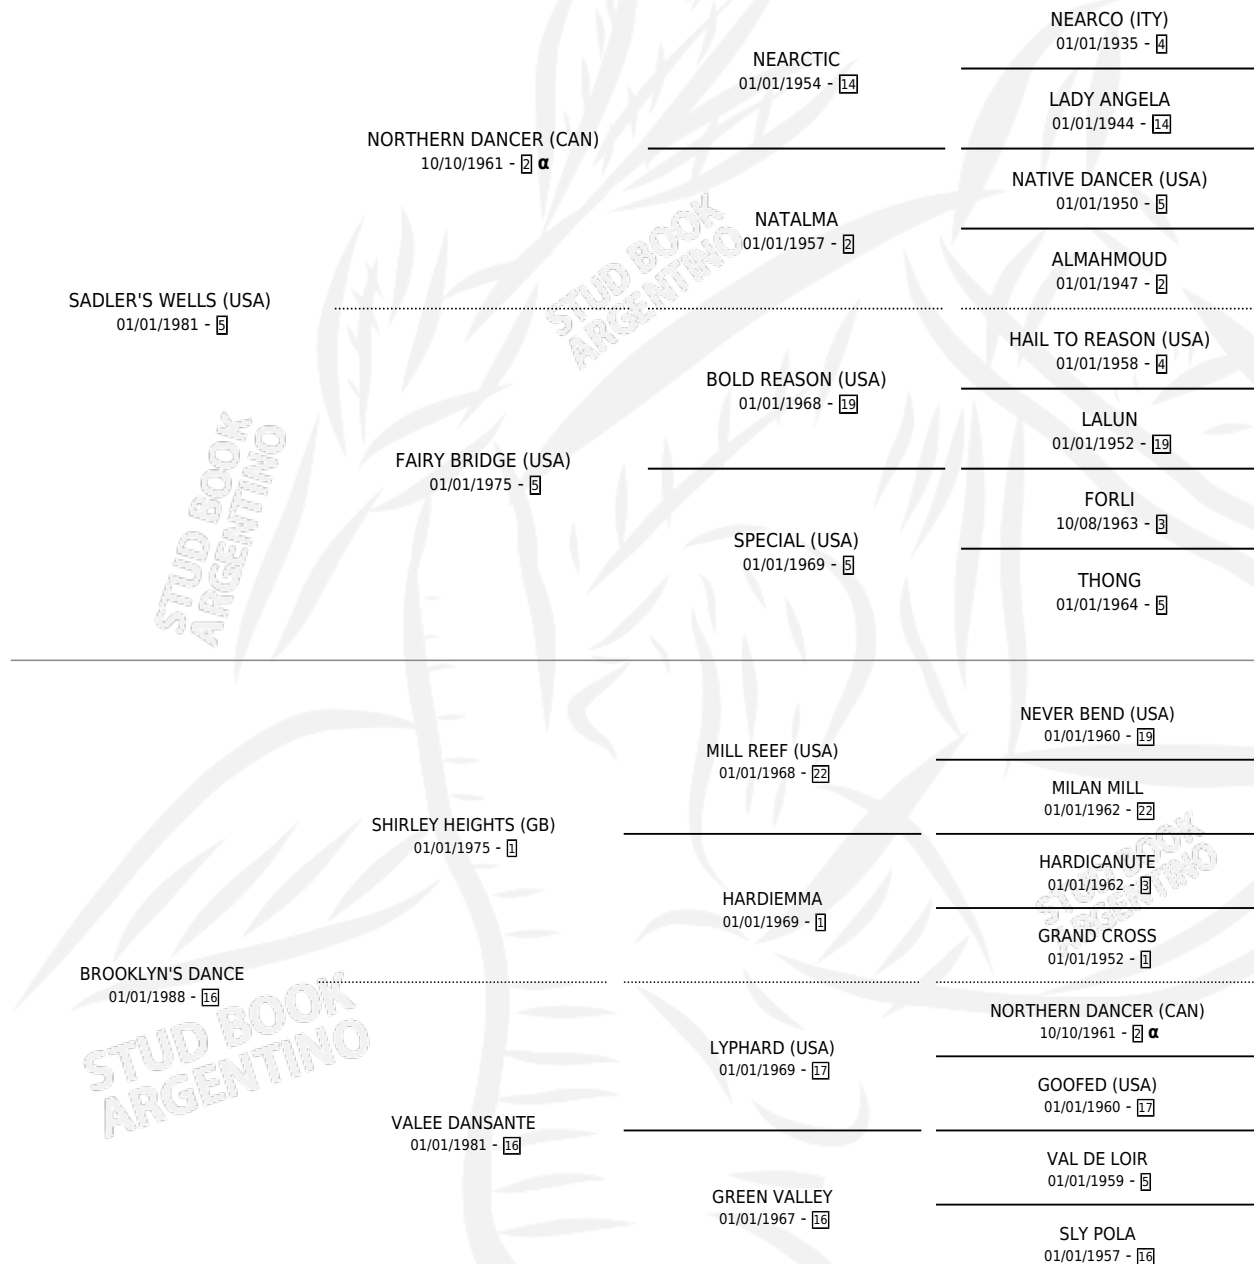 NEARCO (ITY)
01/01/1935 - 4
NEARCTIC
01/01/1954 - 14
LADY ANGELA
01/01/1944 - 14
NORTHERN DANCER (CAN)
10/10/1961 - 2 α
NATIVE DANCER (USA)
01/01/1950 - 5
NATALMA
01/01/1957 - 2
ALMAHMOUD
01/01/1947 - 2
SADLER'S WELLS (USA)
01/01/1981 - 5
STUD BOOK
ARGENTINO
HAIL TO REASON (USA)
01/01/1958 - 4
BOLD REASON (USA)
01/01/1968 - 19
LALUN
01/01/1952 - 19
FAIRY BRIDGE (USA)
01/01/1975 - 5
FORLI
10/08/1963 - 3
SPECIAL (USA)
01/01/1969 - 5
THONG
01/01/1964 - 5
STUD BOOK
ARGENTINO
NEVER BEND (USA)
01/01/1960 - 19
MILL REEF (USA)
01/01/1968 - 22
MILAN MILL
01/01/1962 - 22
SHIRLEY HEIGHTS (GB)
01/01/1975 - 1
HARDICANUTE
01/01/1962 - 3
STUD BOOK
ARGENTINO
HARDIEMMA
01/01/1969 - 1
GRAND CROSS
01/01/1952 - 1
BROOKLYN'S DANCE
01/01/1988 - 16
STUD BOOK
ARGENTINO
NORTHERN DANCER (CAN)
10/10/1961 - 2 α
LYPHARD (USA)
01/01/1969 - 17
GOOFED (USA)
01/01/1960 - 17
VALEE DANSANTE
01/01/1981 - 16
VAL DE LOIR
01/01/1959 - 5
GREEN VALLEY
01/01/1967 - 16
SLY POLA
01/01/1957 - 16